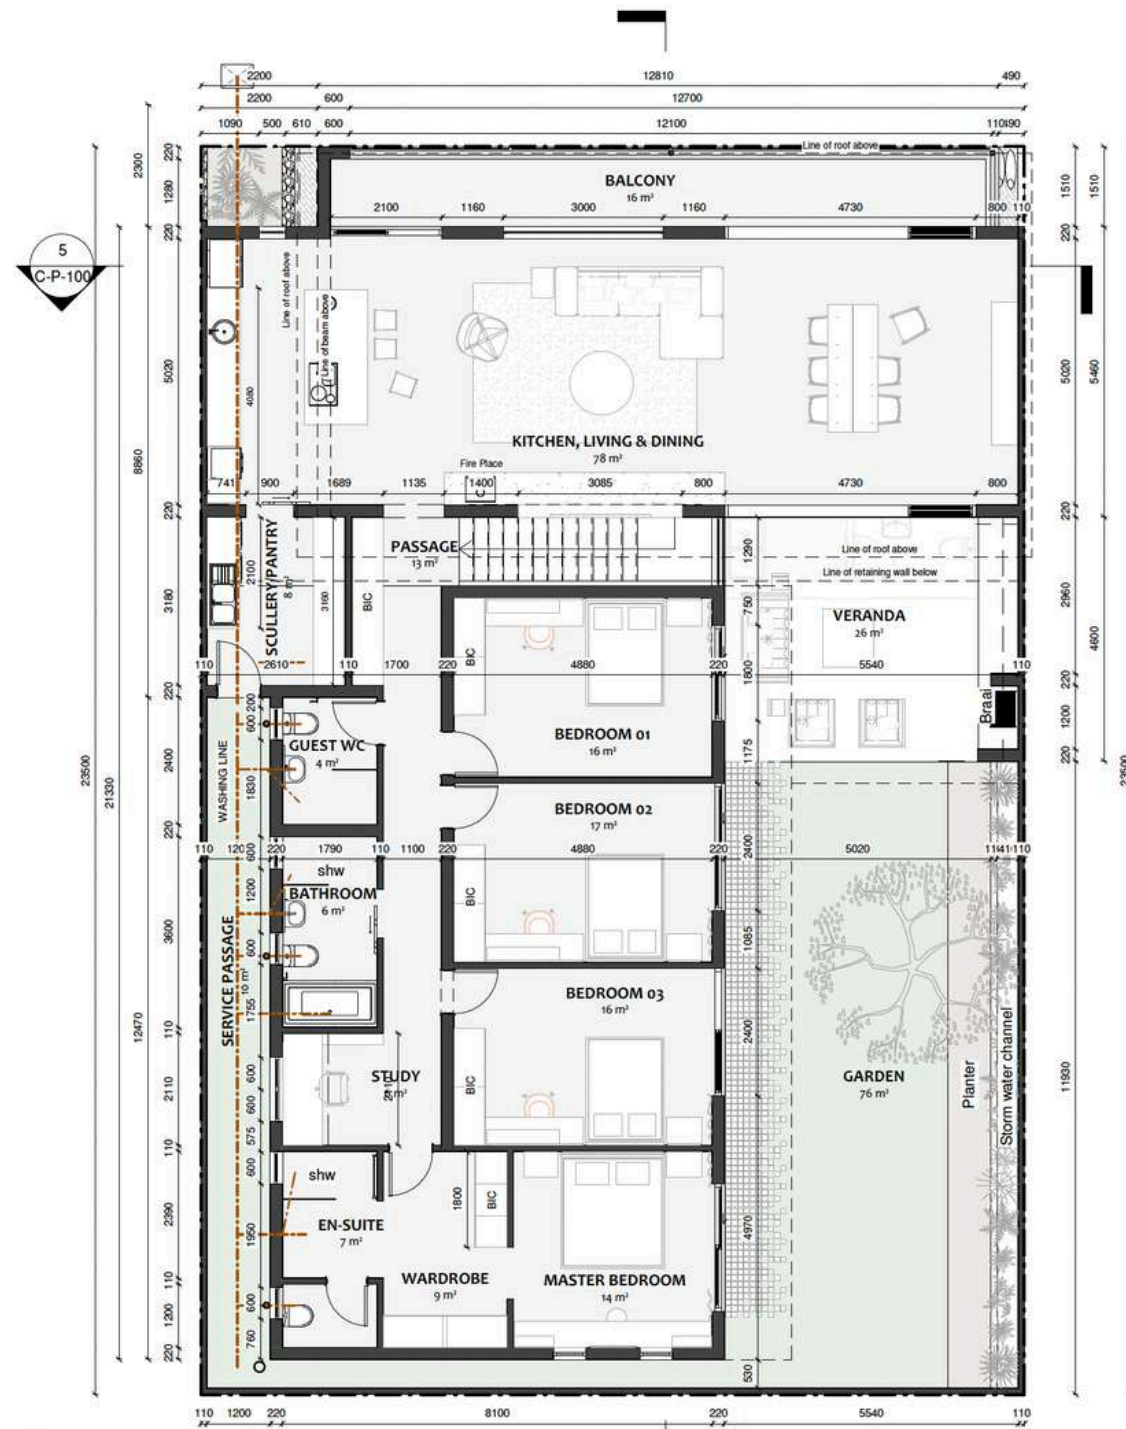 2200
12810
490
2200
600
12700
1090
500
610
600
12100
110
490
Line of roof above
BALCONY
16 m²
2100
1160
3000
1160
4730
800
110
5
C-P-100
220
2300
1280
220
1510
1510
220
220
Line of roof above
Line of beam above
4080
5020
8860
5020
5460
KITCHEN, LIVING & DINING
78 m²
Fire Place
741
900
1689
1135
1400
3085
800
4730
800
220
220
PASSAGE
13 m²
SCULLERY/PANTRY
8 m²
2100
3160
3180
BIC
1290
750
Line of roof above
Line of retaining wall below
VERANDA
26 m²
2960
4600
110
2610
110
1700
220
4880
220
5540
110
BIC
BEDROOM 01
16 m²
1800
1175
Braai
220
1200
220
220
200
600
GUEST WC
4 m²
WASHING LINE
1830
2400
220
23500
21330
23500
BEDROOM 02
17 m²
110
120
220
1790
110
1100
220
4880
220
5020
110
600
shw
BATHROOM
6 m²
1200
600
1755
3600
BIC
2400
1085
SERVICE PASSAGE
10 m²
BEDROOM 03
16 m²
BIC
2400
110
12470
STUDY
2110
600
600
575
2110
110
GARDEN
76 m²
Planter
Storm water channel
11930
600
shw
EN-SUITE
7 m²
1950
2390
1800
BIC
WARDROBE
9 m²
MASTER BEDROOM
14 m²
4970
110
600
1200
760
220
530
110
1200
220
8100
220
5540
110